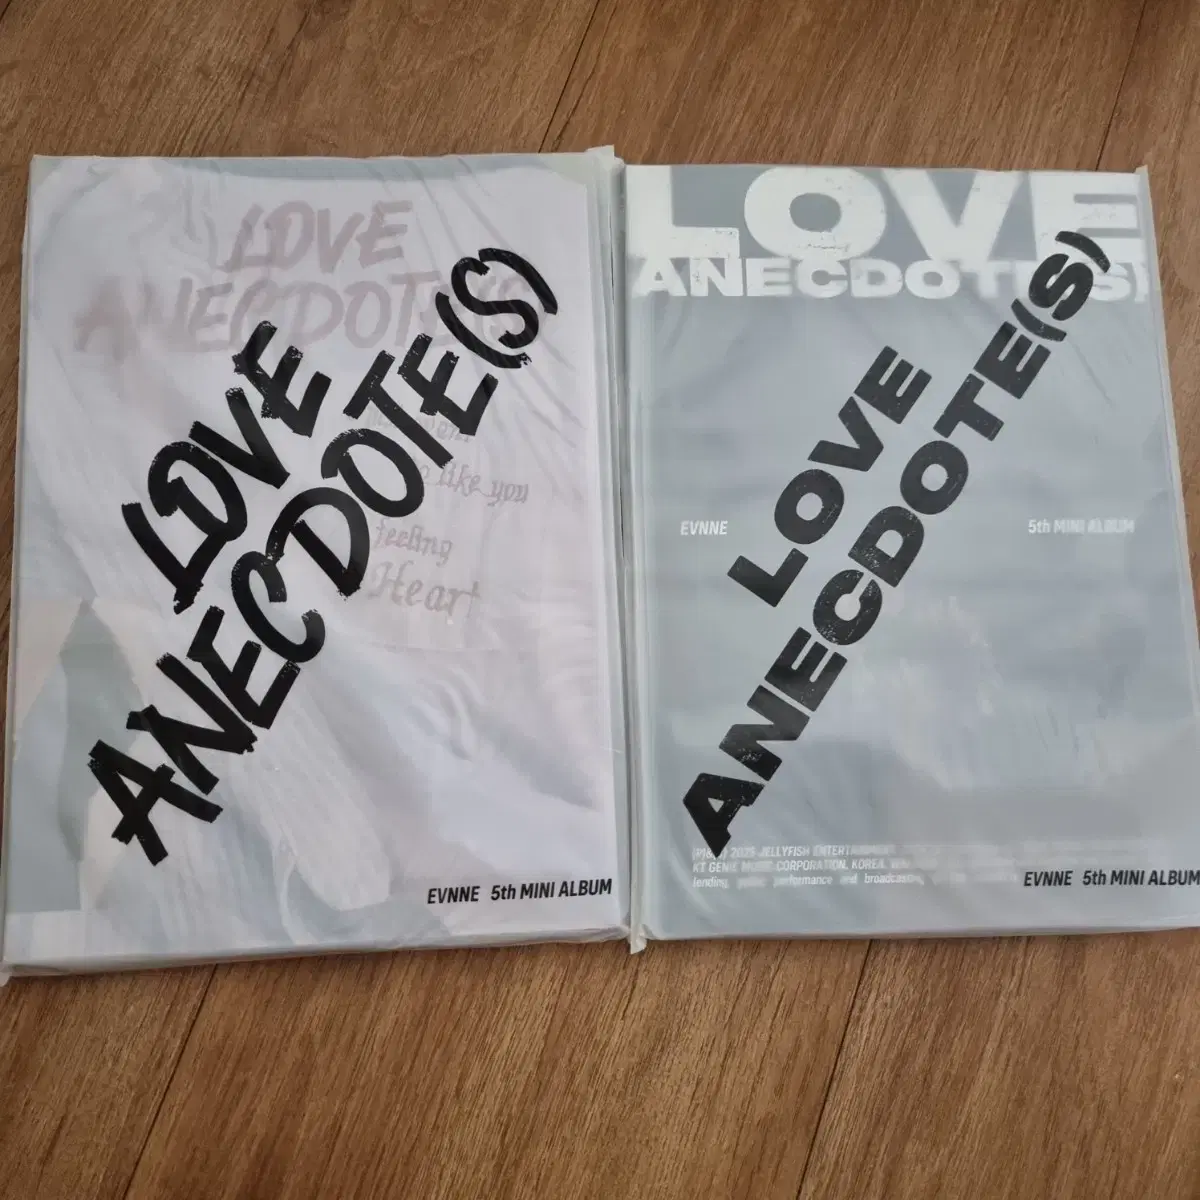 LOVE
ANECDOTE(S)
LOVE
ANECDOTE(S)
like you
feeling
Heart
EVNNE 5th MINI ALBUM
LOVE
ANECDOTE(S)
LOVE
ANECDOTE(S)
EVNNE
5th MINI ALBUM
JELLYFISH ENTERTAINMENT
KT GENIE MUSIC CORPORATION, KOREA.
lending, public performance and broadcasting
EVNNE 5th MINI ALBUM